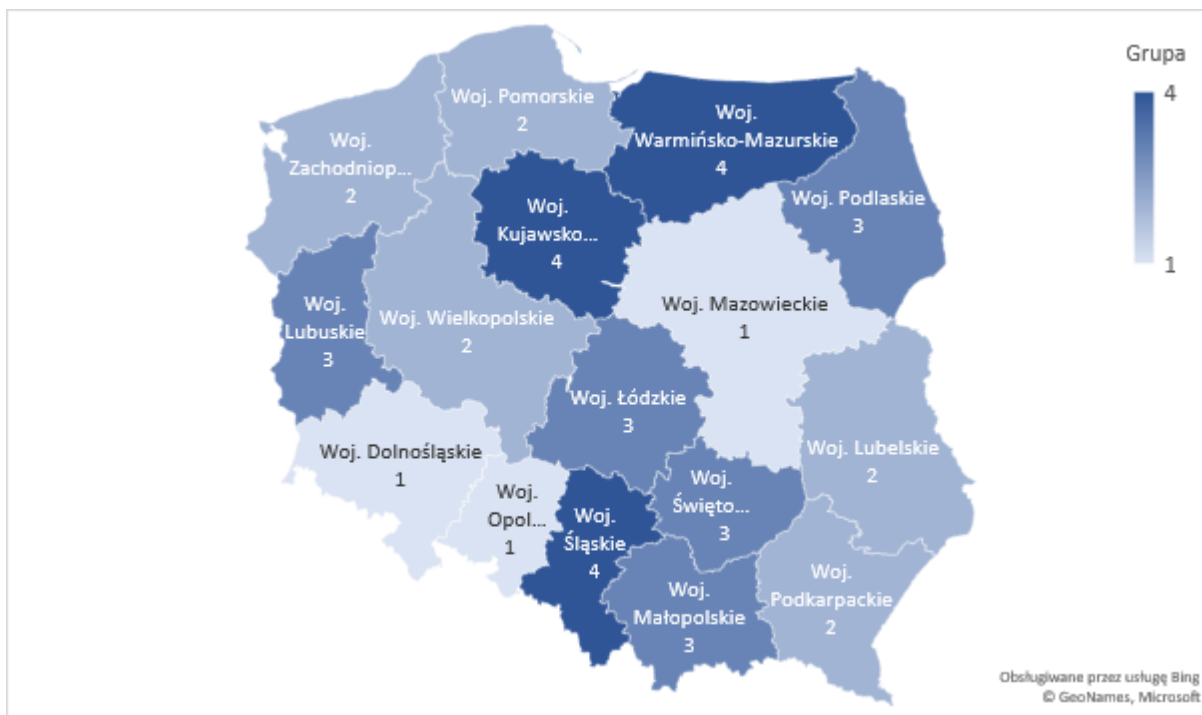 Grupa
4
1
Woj. Pomorskie
2
Woj.
Warmińsko-Mazurskie
4
Woj.
Zachodniop...
2
Woj. Podlaskie
3
Woj.
Kujawsko...
4
Woj. Mazowieckie
1
Woj.
Lubuskie
3
Woj. Wielkopolskie
2
Woj. Łódzkie
3
Woj. Dolnośląskie
1
Woj. Lubelskie
2
Woj.
Opol...
1
Woj.
Śląskie
4
Woj.
Święto...
3
Woj.
Małopolskie
3
Woj.
Podkarpackie
2
Obsługiwane przez usługę Bing
© GeoNames, Microsoft